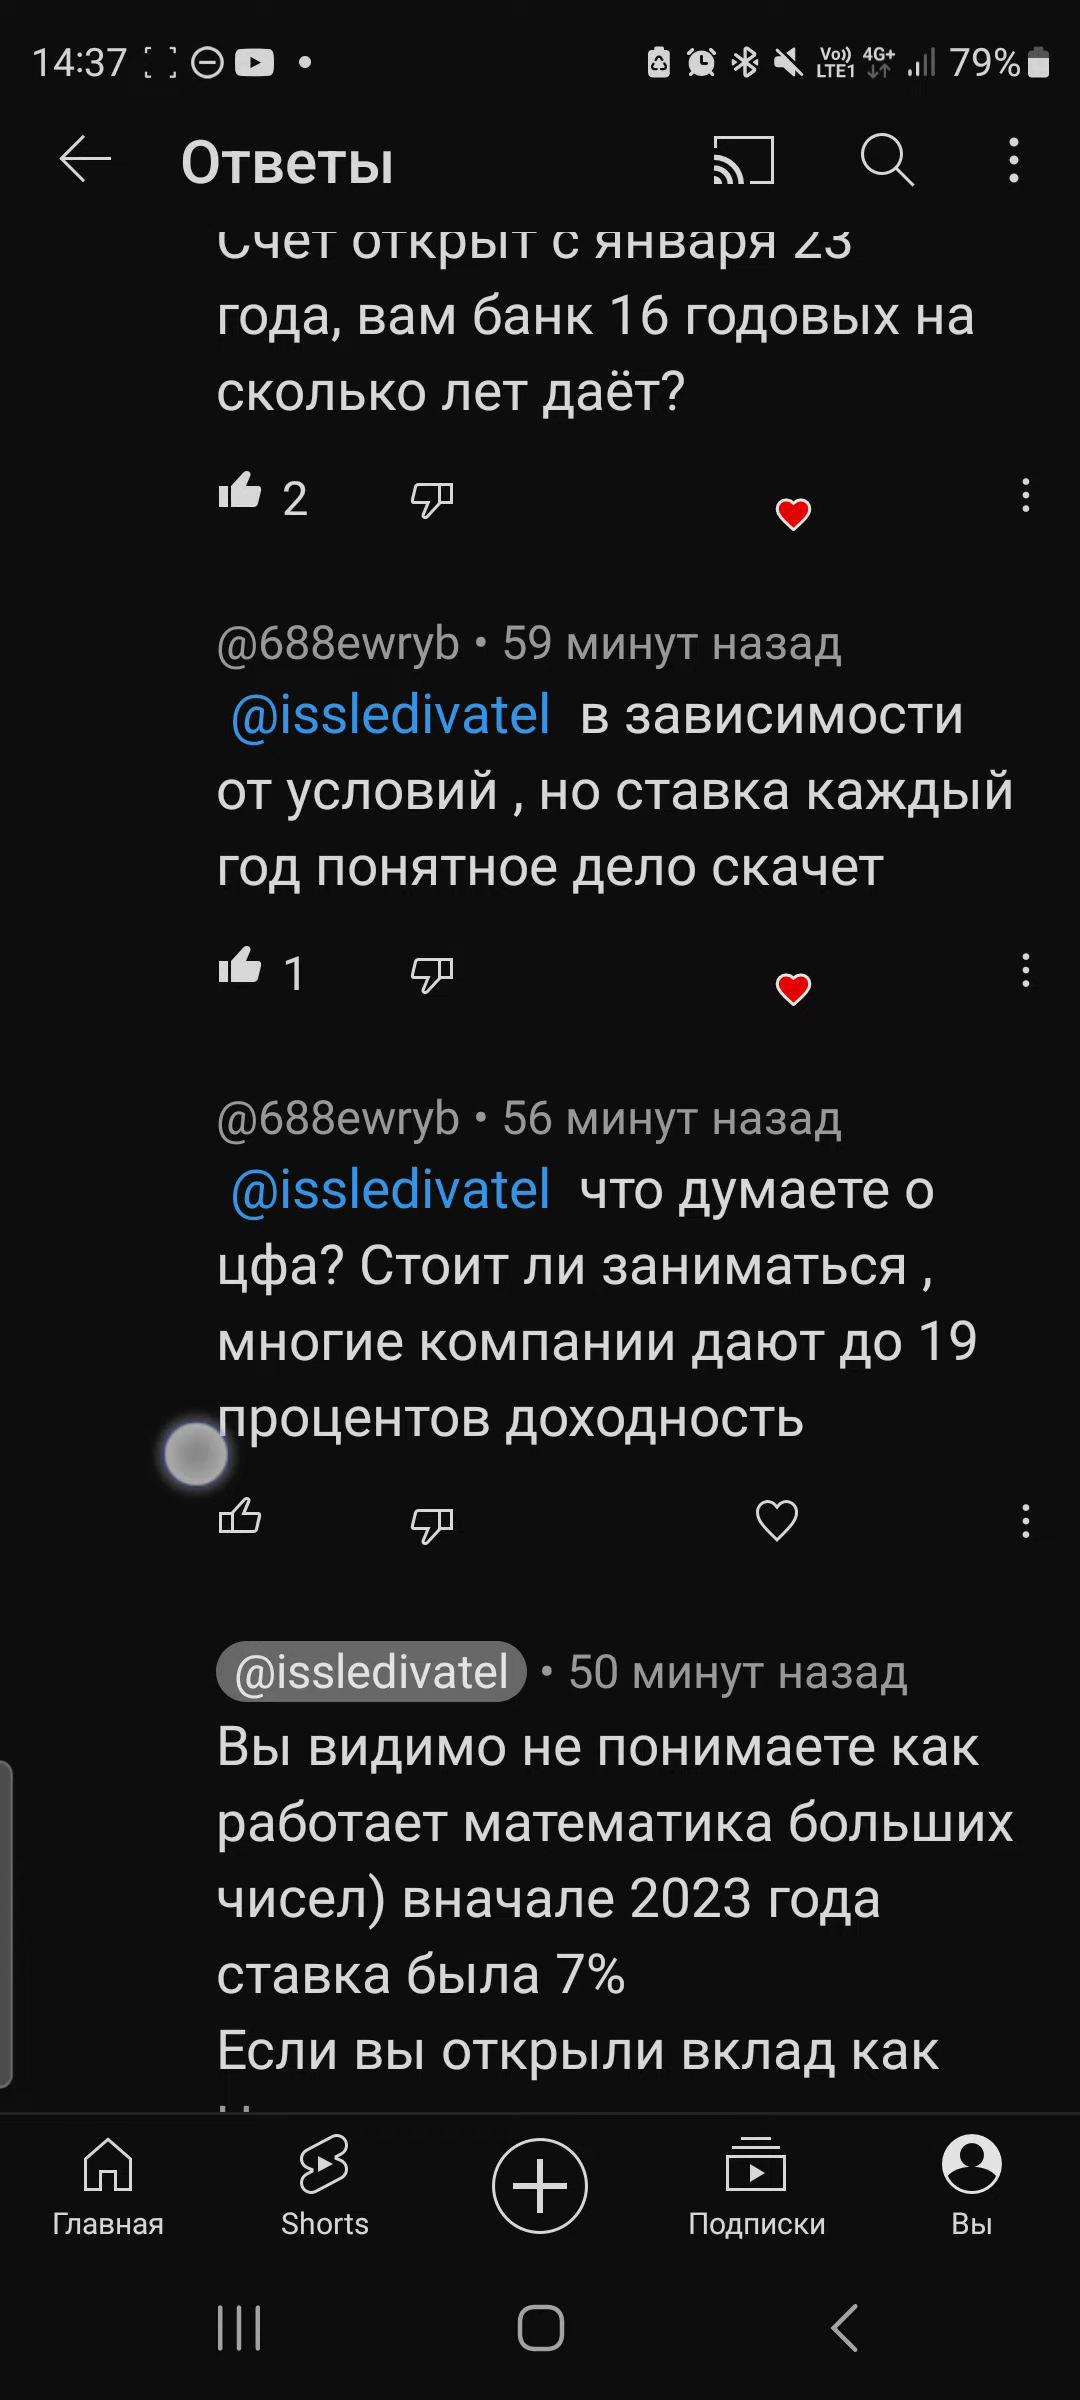 14:37
Vo)) LTE1 4G+ 79%
Ответы
Счет открыт с января 23
года, вам банк 16 годовых на
сколько лет даёт?
2
@688ewryb • 59 минут назад
@issledivatel в зависимости
от условий , но ставка каждый
год понятное дело скачет
1
@688ewryb • 56 минут назад
@issledivatel что думаете о
цфа? Стоит ли заниматься ,
многие компании дают до 19
процентов доходность
@issledivatel • 50 минут назад
Вы видимо не понимаете как
работает математика больших
чисел) вначале 2023 года
ставка была 7%
Если вы открыли вклад как
Главная
Shorts
Подписки
Вы